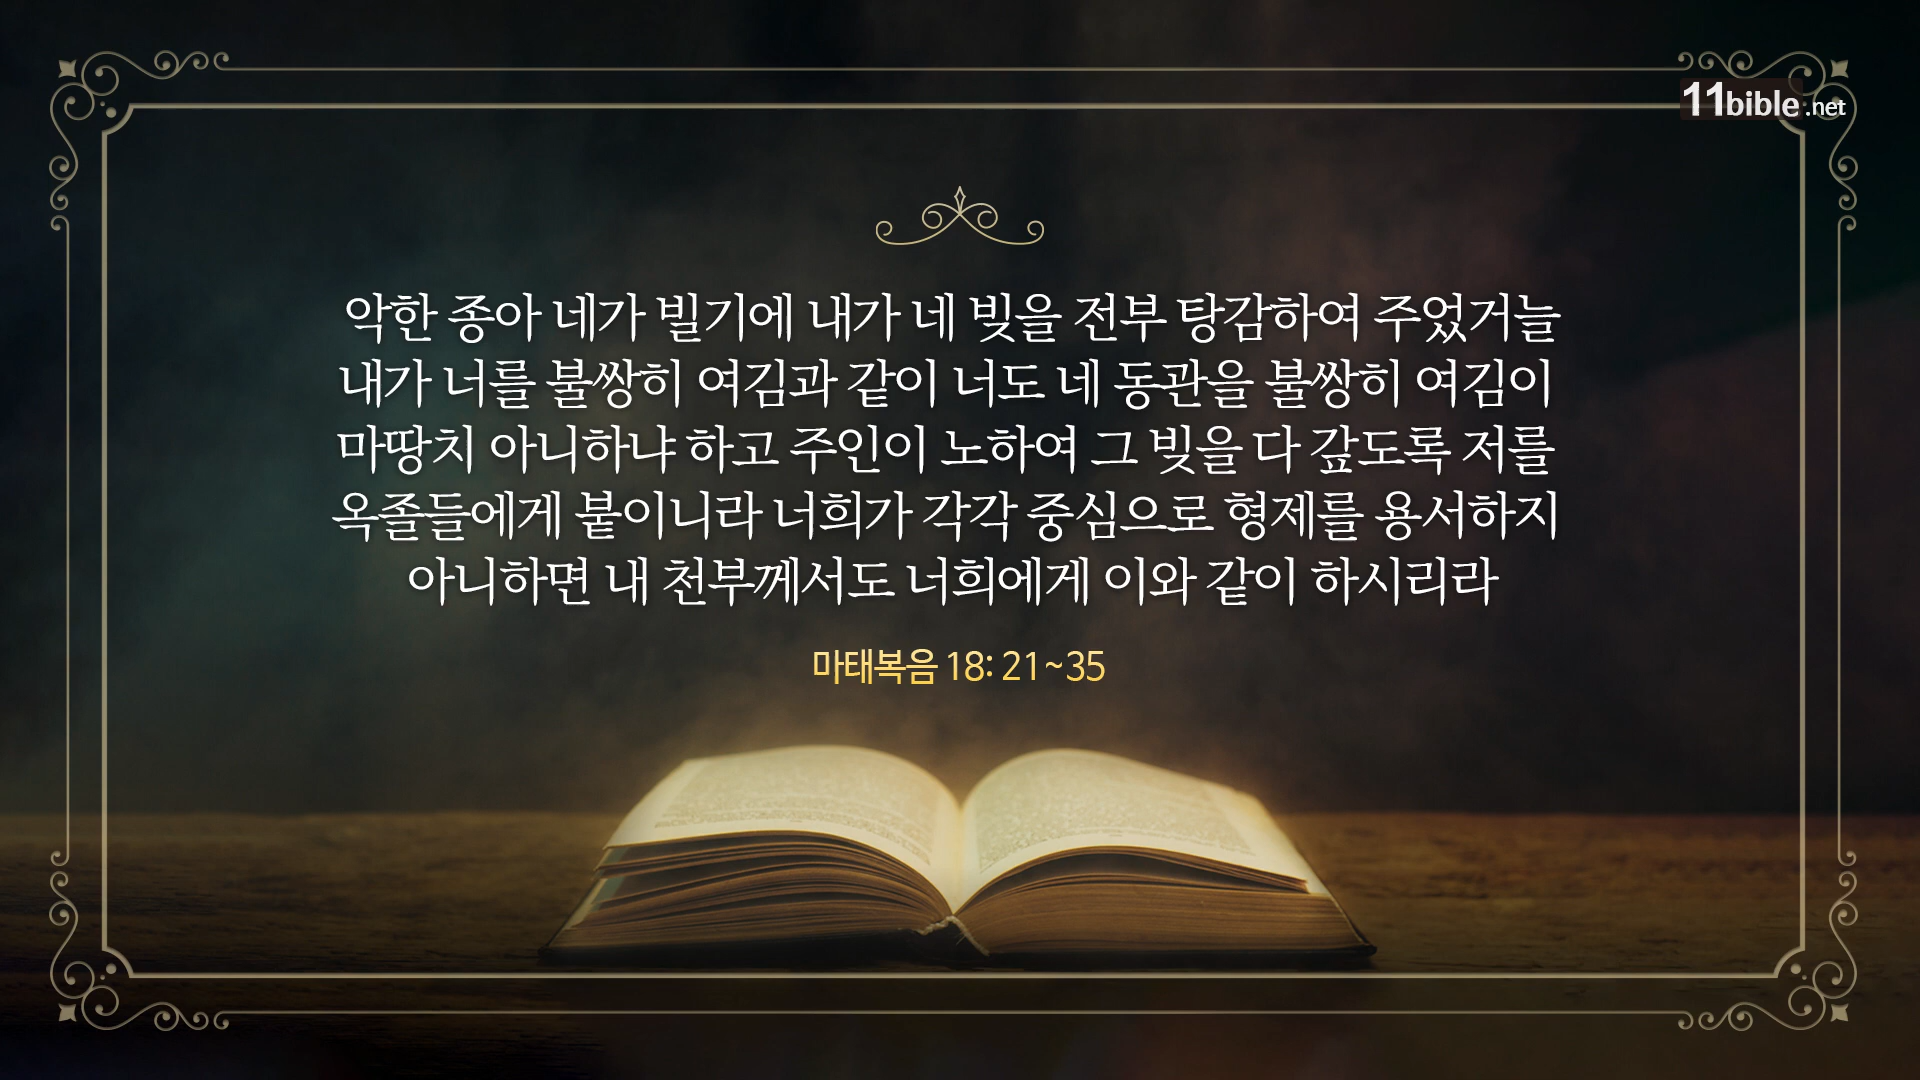 11bible.net
악한 종아 네가 빌기에 내가 네 빚을 전부 탕감하여 주었거늘
내가 너를 불쌍히 여김과 같이 너도 네 동관을 불쌍히 여김이
마땅치 아니하냐 하고 주인이 노하여 그 빚을 다 갚도록 저를
옥졸들에게 붙이니라 너희가 각각 중심으로 형제를 용서하지
아니하면 내 천부께서도 너희에게 이와 같이 하시리라
마태복음 18: 21~35